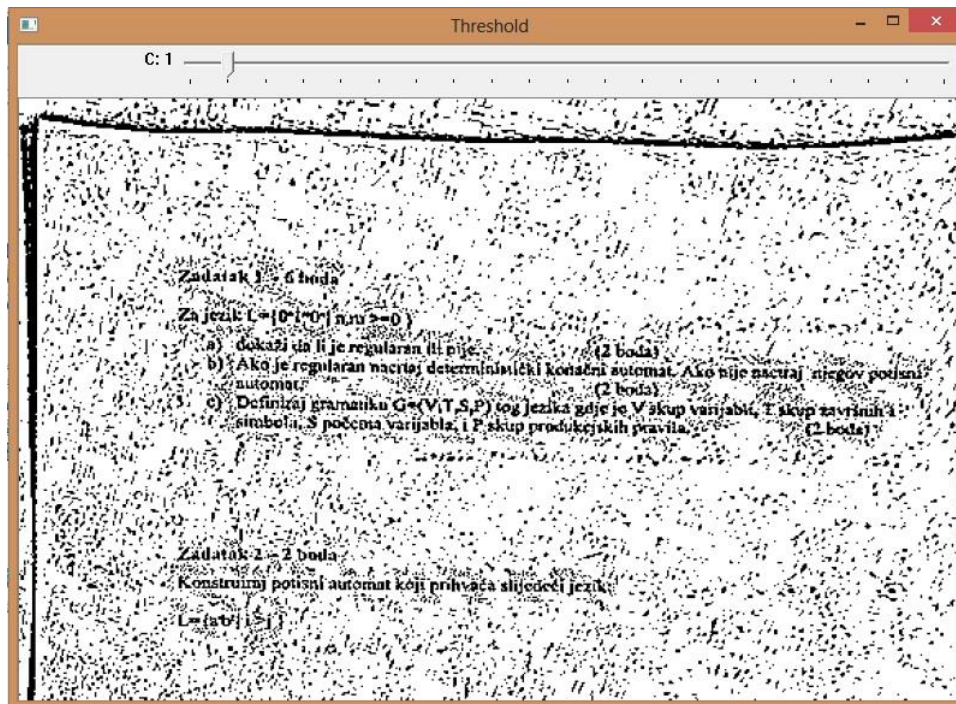 Threshold
C: 1
Zadatak 1 – 6 boda
Za jezik L={0ⁿ1ᵐ0ⁿ| n,m >=0 }
a) dokaži da li je regularan ili nije. (2 boda)
b) Ako je regularan nacrtaj deterministički konačni automat. Ako nije nacrtaj njegov potisni
automat. (2 boda)
c) Definiraj gramatiku G=(V,T,S,P) tog jezika gdje je V skup varijabli, T skup završnih
simbola, S početna varijabla, i P skup produkcijskih pravila. (2 boda)
Zadatak 2 – 2 boda
Konstruiraj potisni automat koji prihvaća slijedeći jezik:
L={ | i >j }